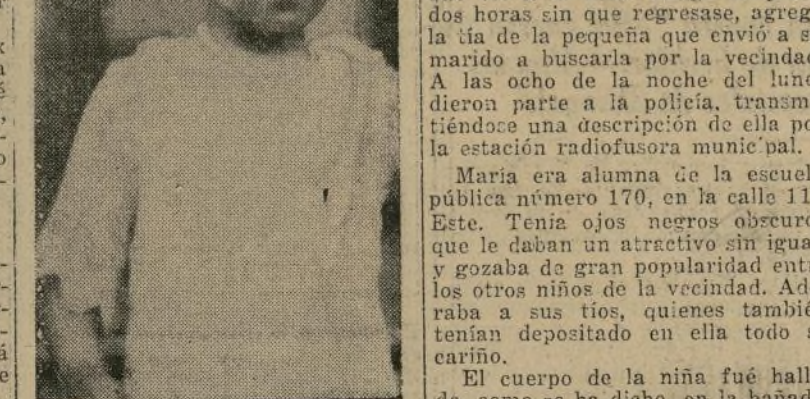 dos horas sin que regresase, agreg
la tía de la pequeña que envió a s
marido a buscarla por la vecindad
A las ocho de la noche del lune
dieron parte a la policía, transm
tiéndose una descripción de ella po
la estación radiofusora municipal.
María era alumna de la escuel
pública número 170, en la calle 11
Este. Tenía ojos negros obscuro
que le daban un atractivo sin igua
y gozaba de gran popularidad entr
los otros niños de la vecindad. Ad
raba a sus tíos, quienes tambié
tenían depositado en ella todo s
cariño.
El cuerpo de la niña fué hall